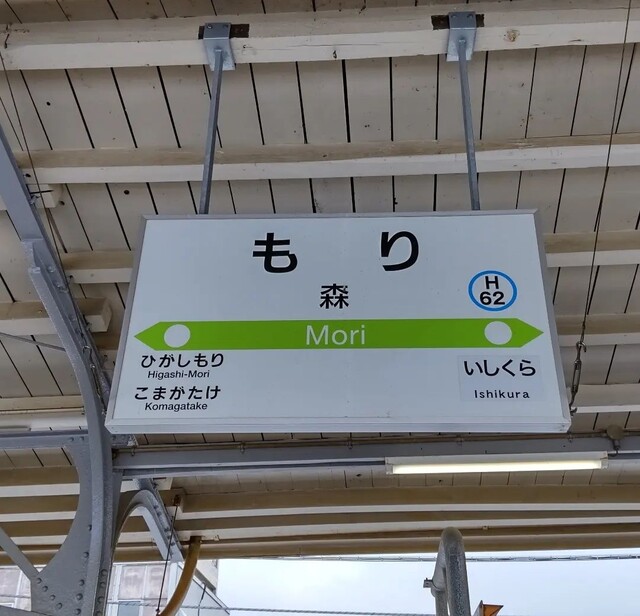 もり
森
H
62
Mori
ひがしもり
Higashi-Mori
こまがたけ
Komagatake
いしくら
Ishikura